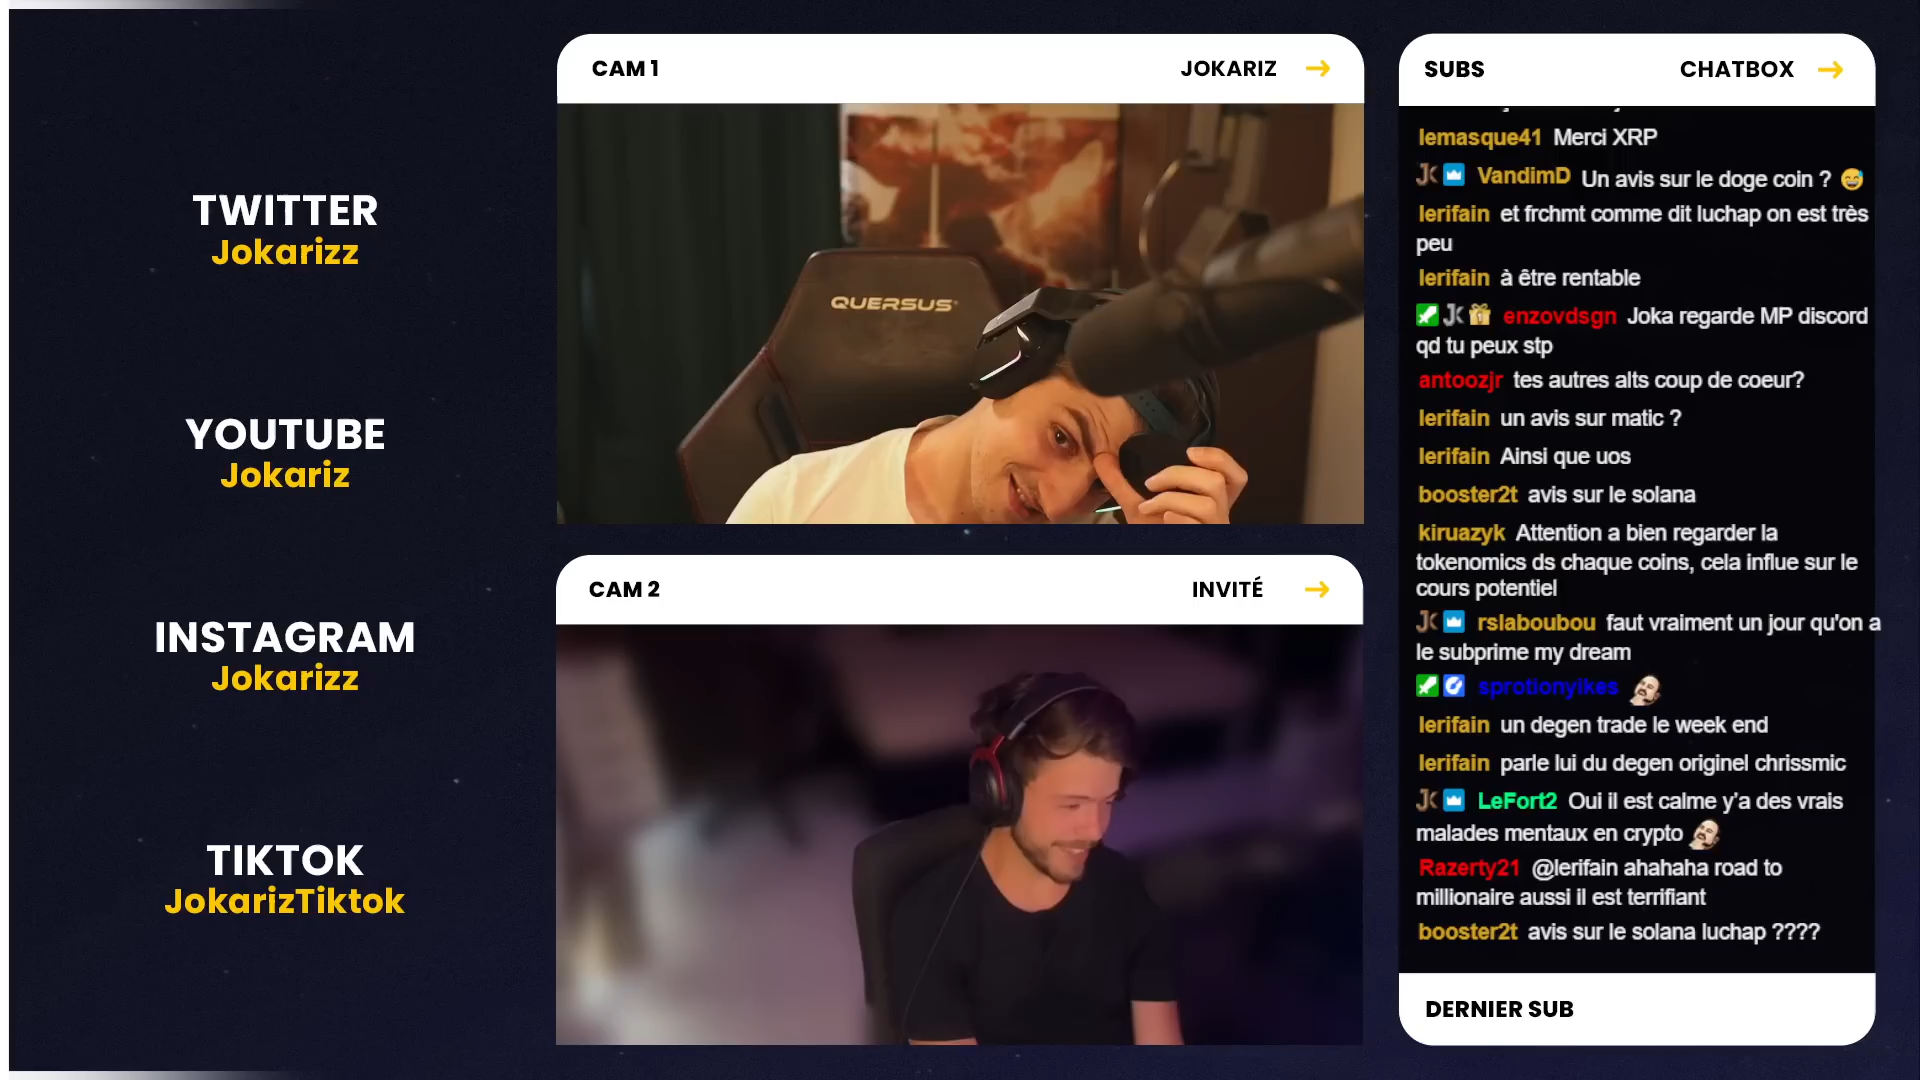 TWITTER
Jokarizz
YOUTUBE
Jokariz
INSTAGRAM
Jokarizz
TIKTOK
JokarizTiktok
CAM 1
JOKARIZ
QUERSUS
CAM 2
INVITÉ
SUBS
CHATBOX
lemasque41 Merci XRP
VandimD Un avis sur le doge coin ?
lerifain et frchmt comme dit luchap on est très
peu
lerifain à être rentable
enzovdsgn Joka regarde MP discord
qd tu peux stp
antoozjr tes autres alts coup de coeur?
lerifain un avis sur matic ?
lerifain Ainsi que uos
booster2t avis sur le solana
kiruazyk Attention a bien regarder la
tokenomics ds chaque coins, cela influe sur le
cours potentiel
rslaboubou faut vraiment un jour qu'on a
le subprime my dream
sprotionyikes
lerifain un degen trade le week end
lerifain parle lui du degen originel chrissmic
LeFort2 Oui il est calme y'a des vrais
malades mentaux en crypto
Razerty21 @lerifain ahahaha road to
millionaire aussi il est terrifiant
booster2t avis sur le solana luchap ????
DERNIER SUB